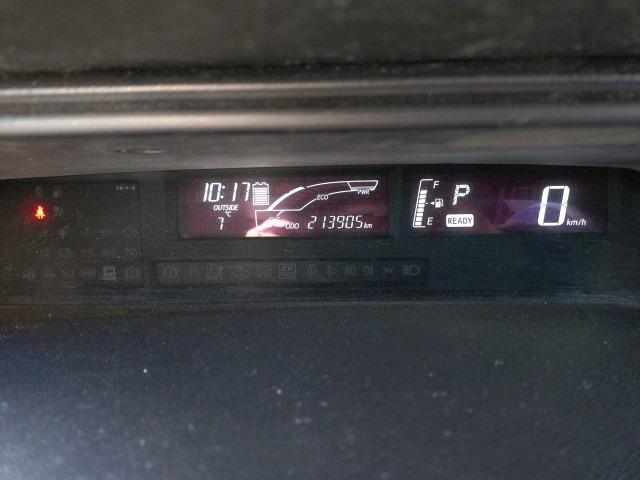 10:17
OUTSIDE
°C
7
ECO
PWR
ODO 213905 km
F
E
P
READY
0 km/h